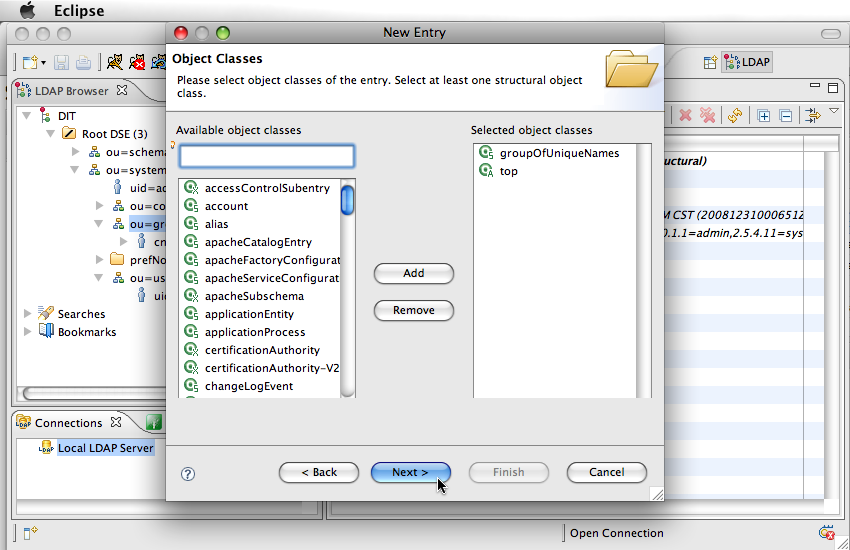 Eclipse
New Entry
Object Classes
Please select object classes of the entry. Select at least one structural object
class.
LDAP
LDAP Browser
DIT
Root DSE (3)
ou=schema
ou=system
ou=co
ou=gr
cn
prefNo
ou=us
Searches
Bookmarks
Available object classes
accessControlSubentry
account
alias
apacheCatalogEntry
apacheFactoryConfigurat
apacheServiceConfigurat
apacheSubschema
applicationEntity
applicationProcess
certificationAuthority
certificationAuthority-V2
changeLogEvent
Add
Remove
Selected object classes
groupOfUniqueNames
top
uctural)
M CST (20081231000651Z
0.1.1=admin,2.5.4.11=sys
Connections
Local LDAP Server
?
< Back
Next >
Finish
Cancel
Open Connection